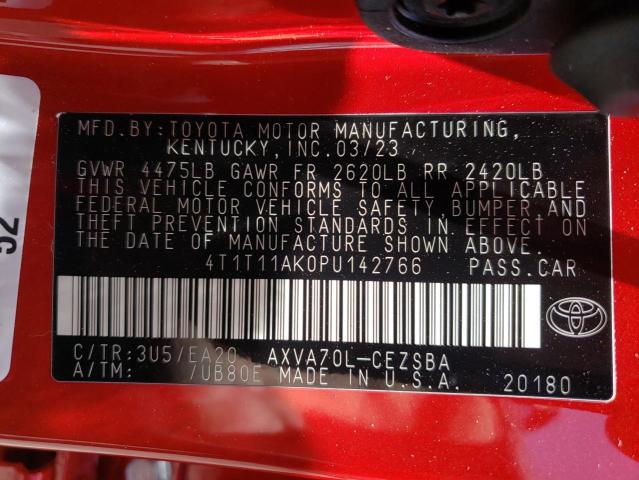 MFD.BY:TOYOTA MOTOR MANUFACTURING,
KENTUCKY,INC.03/23
GVWR 4475LB GAWR FR 2620LB RR 2420LB
THIS VEHICLE CONFORMS TO ALL APPLICABLE
FEDERAL MOTOR VEHICLE SAFETY,BUMPER,AND
THEFT PREVENTION STANDARDS IN EFFECT ON
THE DATE OF MANUFACTURE SHOWN ABOVE.
4T1T11AK0PU142766 PASS.CAR
C/TR:3U5/EA20 AXVA70L-CEZSBA
A/TM: /UB80E MADE IN U.S.A. 20180
92